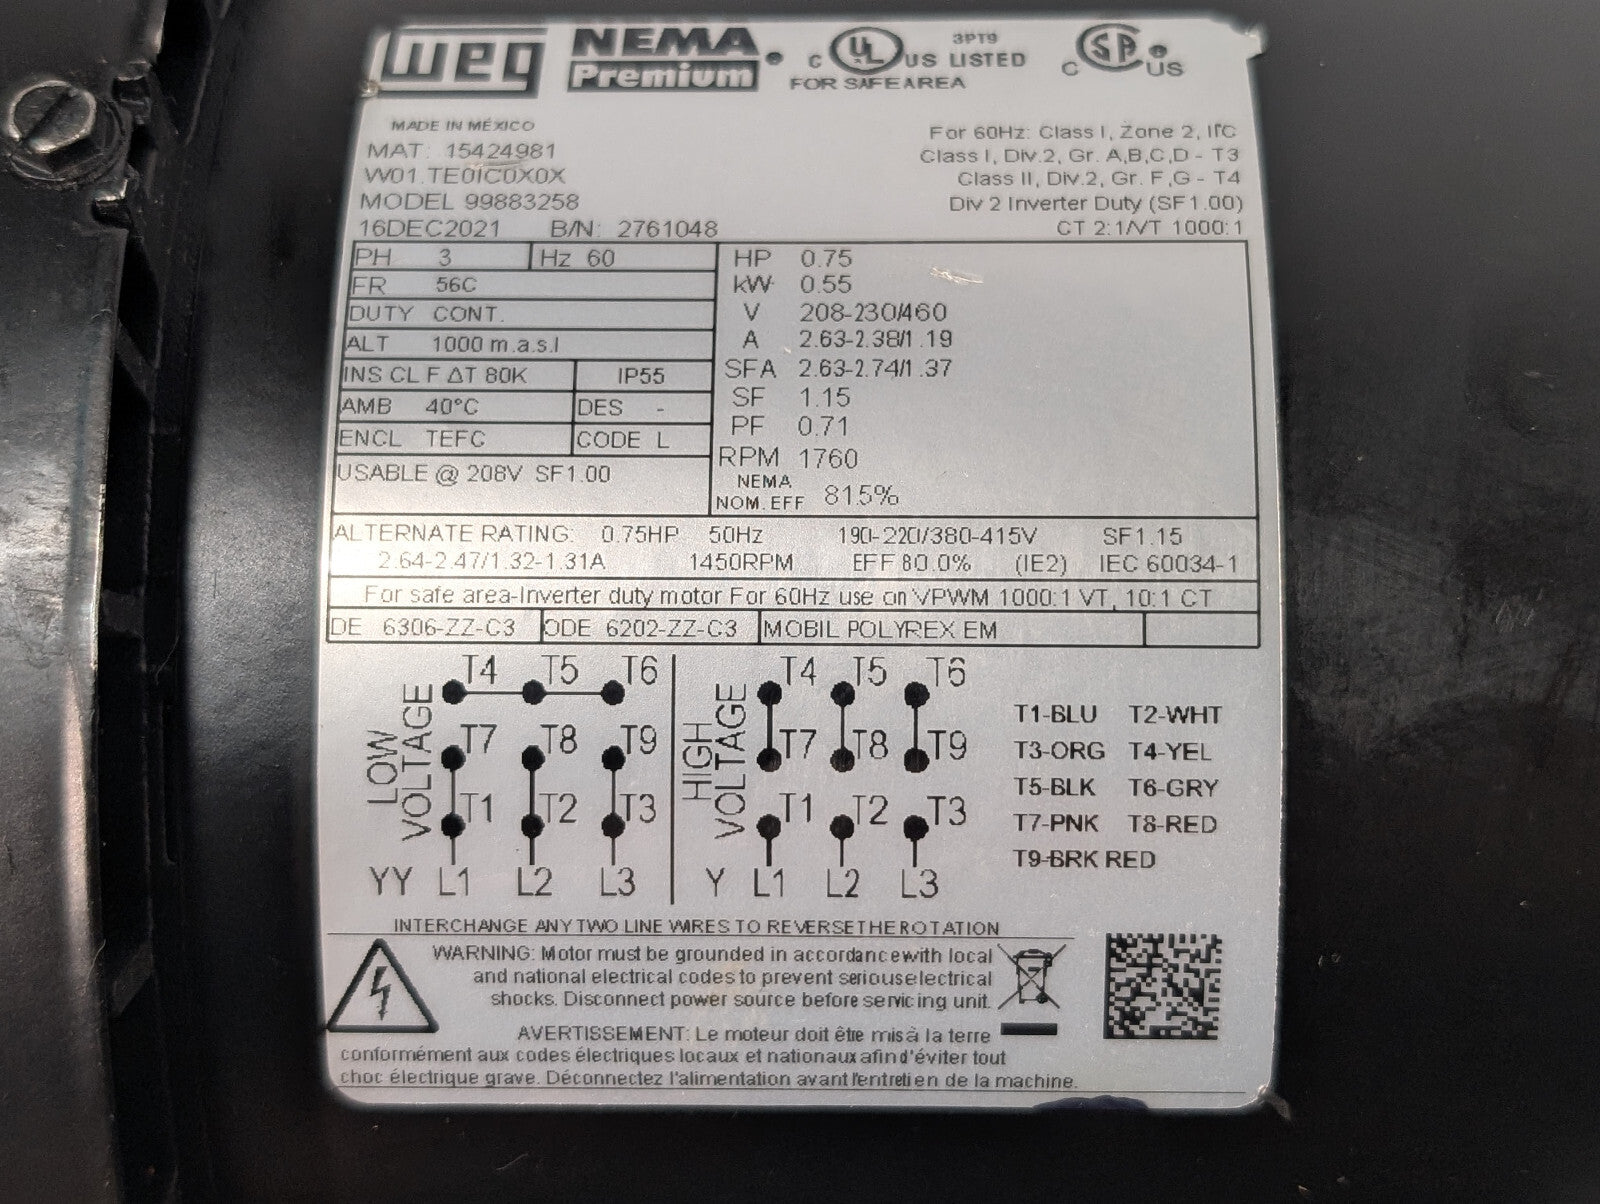 WEG NEMA Premium c UL US LISTED 3PT9 FOR SAFE AREA c SA US
MADE IN MÉXICO
MAT: 15424981
W01.TE0IC0X0X
MODEL 99883258
16DEC2021 B/N: 2761048
For 60Hz: Class I, Zone 2, IIC
Class I, Div.2, Gr. A,B,C,D - T3
Class II, Div.2, Gr. F,G - T4
Div 2 Inverter Duty (SF1.00)
CT 2:1/VT 1000:1
PH 3 Hz 60
FR 56C
DUTY CONT.
ALT 1000 m.a.s.l
INS CL F ΔT 80K IP55
AMB 40°C DES -
ENCL TEFC CODE L
USABLE @ 208V SF1.00
HP 0.75
kW 0.55
V 208-230/460
A 2.63-2.38/1.19
SFA 2.63-2.74/1.37
SF 1.15
PF 0.71
RPM 1760
NEMA
NOM. EFF 81.5%
ALTERNATE RATING: 0.75HP 50Hz 190-220/380-415V SF1.15
2.64-2.47/1.32-1.31A 1450RPM EFF 80.0% (IE2) IEC 60034-1
For safe area-Inverter duty motor For 60Hz use on VPWM 1000:1 VT, 10:1 CT
DE 6306-ZZ-C3 ODE 6202-ZZ-C3 MOBIL POLYREX EM
LOW VOLTAGE
T4 T5 T6
T7 T8 T9
T1 T2 T3
YY L1 L2 L3
HIGH VOLTAGE
T4 T5 T6
T7 T8 T9
T1 T2 T3
Y L1 L2 L3
T1-BLU T2-WHT
T3-ORG T4-YEL
T5-BLK T6-GRY
T7-PNK T8-RED
T9-BRK RED
INTERCHANGE ANY TWO LINE WIRES TO REVERSE THE ROTATION
WARNING: Motor must be grounded in accordance with local
and national electrical codes to prevent serious electrical
shocks. Disconnect power source before servicing unit.
AVERTISSEMENT: Le moteur doit être mis à la terre
conformément aux codes électriques locaux et nationaux afin d'éviter tout
choc électrique grave. Déconnectez l'alimentation avant l'entretien de la machine.